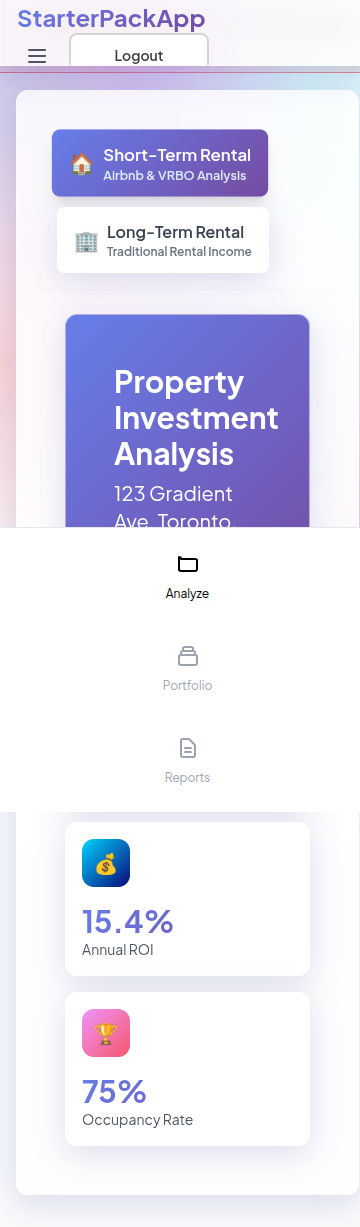 StarterPackApp
Logout
Short-Term Rental
Airbnb & VRBO Analysis
Long-Term Rental
Traditional Rental Income
Property
Investment
Analysis
123 Gradient
Ave, Toronto,
Analyze
Portfolio
Reports
15.4%
Annual ROI
75%
Occupancy Rate